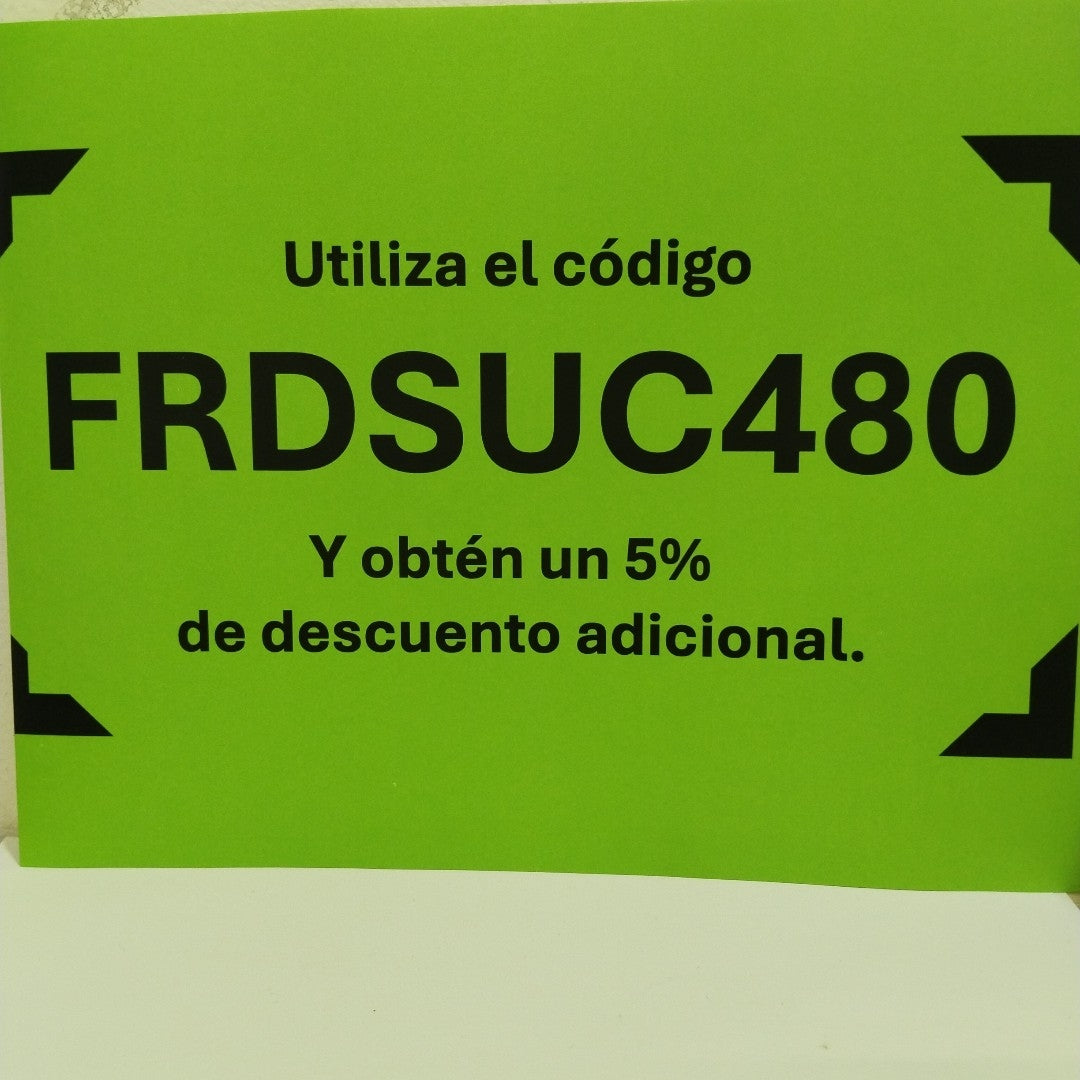 Utiliza el código
FRDSUC480
Y obtén un 5%
de descuento adicional.